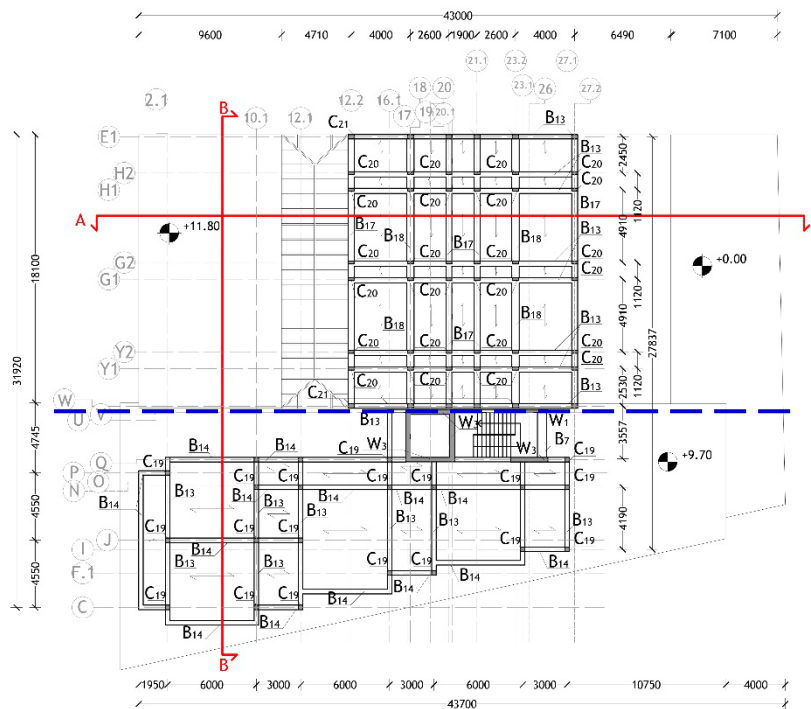 43000
9600 4710 4000 2600 1900 2600 4000 6490 7100
21.1 23.2 27.1
2.1 12.2 16.1 18 20 23.1 26 27.2
10.1 12.1 17 19 20.1
B C21 B13
E1
C20 C20 C20 B13
H2 C20
C20
H1
C20 C20 C20 B17
A A
+11.80 B17 B18 B17 B18 B13
+0.00
C20 C20 C20 C20
G2
C20
G1 C20 C20 C20
B18 B17 B18 B13
Y2 C20 C20 C20 C20
C20
Y1
C20 C20 C20 B13
W C21
U V B13 W1
W3 W3 B7
B14 B14 C19 C19
Q C19
P C19 C19 C19 C19
O
N B13 B14 B13 B14 B14
B14 B13 B13 B13 B13
C19 C19 C19 C19 C19 C19
J B14
I B13 B13 C19 C19 C19 B14
F.1 B14
C C19 C19 C19 B14
B14 B14
B
+9.70
31920 18100 4745 4550 4550
2450 4910 1120 4910 1120 2530 1120 27837 3557 4190
1950 6000 3000 6000 3000 6000 3000 10750 4000
43700